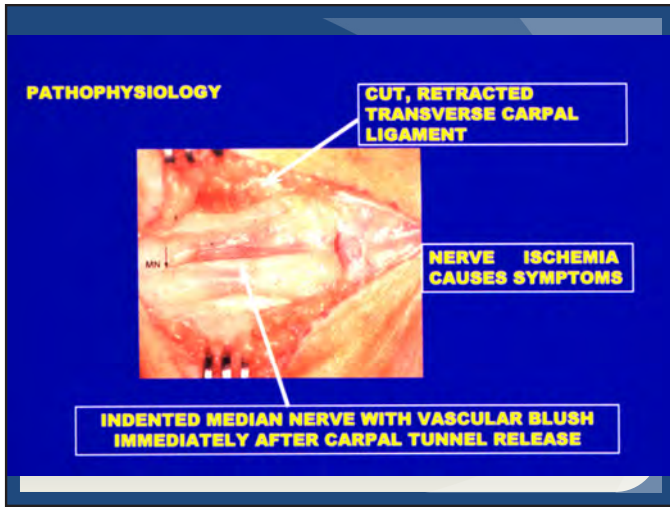 PATHOPHYSIOLOGY
CUT, RETRACTED
TRANSVERSE CARPAL
LIGAMENT
MN
NERVE ISCHEMIA
CAUSES SYMPTOMS
INDENTED MEDIAN NERVE WITH VASCULAR BLUSH
IMMEDIATELY AFTER CARPAL TUNNEL RELEASE